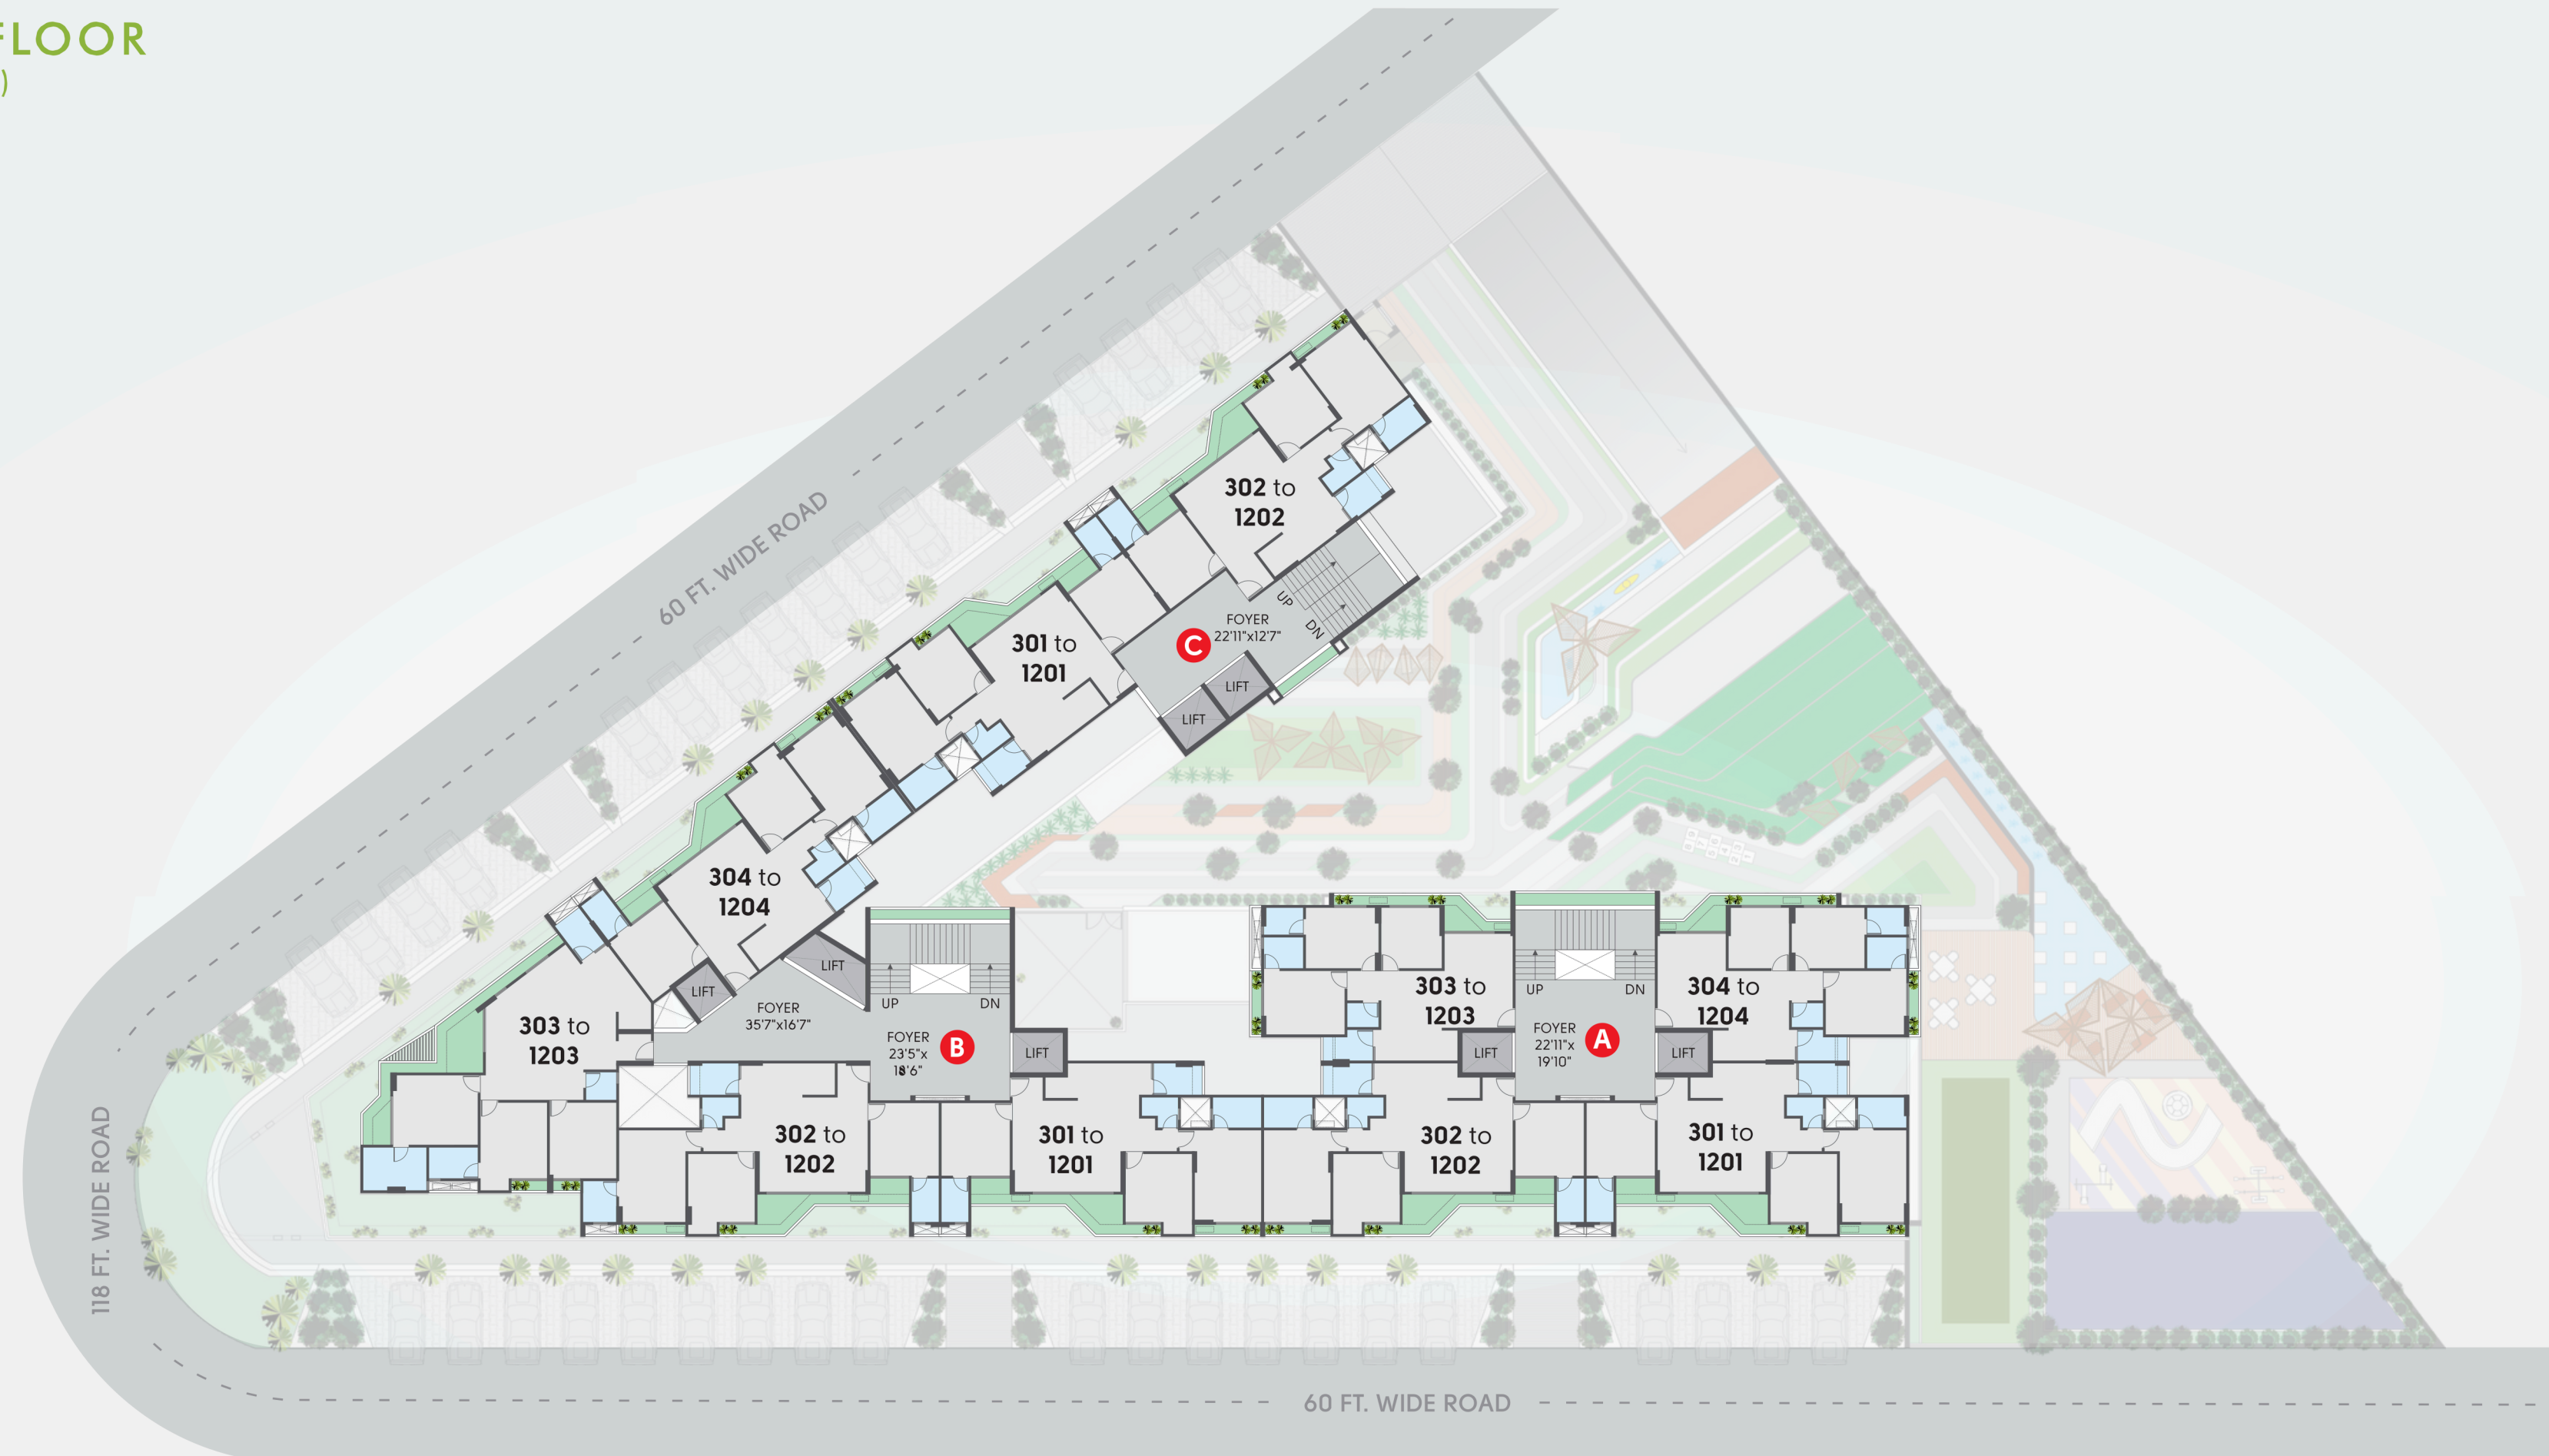 FLOOR
)
60 FT. WIDE ROAD
302 to
1202
UP
DN
FOYER
22'11"x12'7"
C
LIFT
LIFT
301 to
1201
304 to
1204
LIFT
LIFT
FOYER
35'7"x16'7"
UP
DN
FOYER
23'5"x
18'6"
B
LIFT
303 to
1203
302 to
1202
301 to
1201
303 to
1203
UP
DN
FOYER
22'11"x
19'10"
A
LIFT
LIFT
304 to
1204
302 to
1202
301 to
1201
118 FT. WIDE ROAD
60 FT. WIDE ROAD